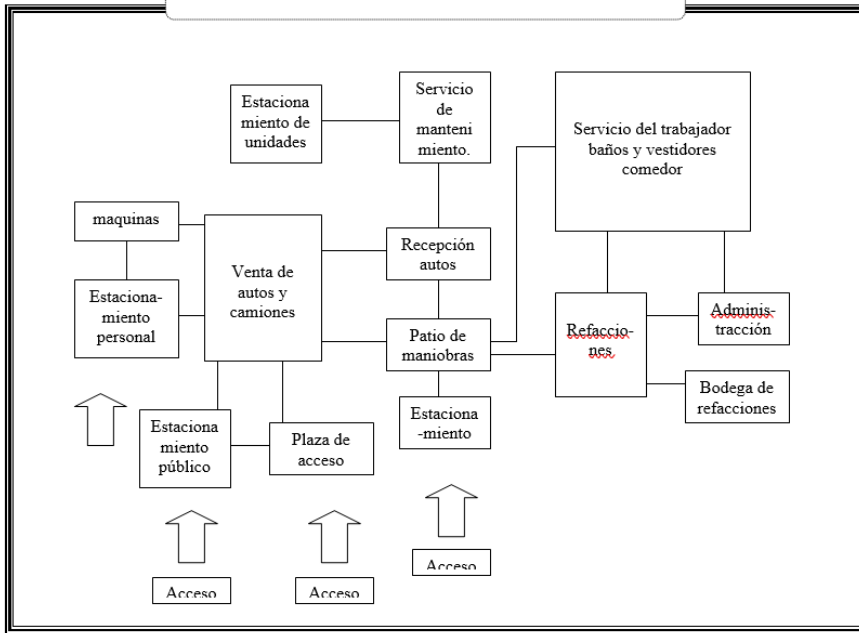 Estaciona
miento de
unidades
Servicio
de
manteni
miento.
Servicio del trabajador
baños y vestidores
comedor
maquinas
Venta de
autos y
camiones
Recepción
autos
Estaciona-
miento
personal
Patio de
maniobras
Refaccio-
nes
Adminis-
tracción
Bodega de
refacciones
Estaciona
miento
público
Plaza de
acceso
Estaciona
-miento
Acceso
Acceso
Acceso